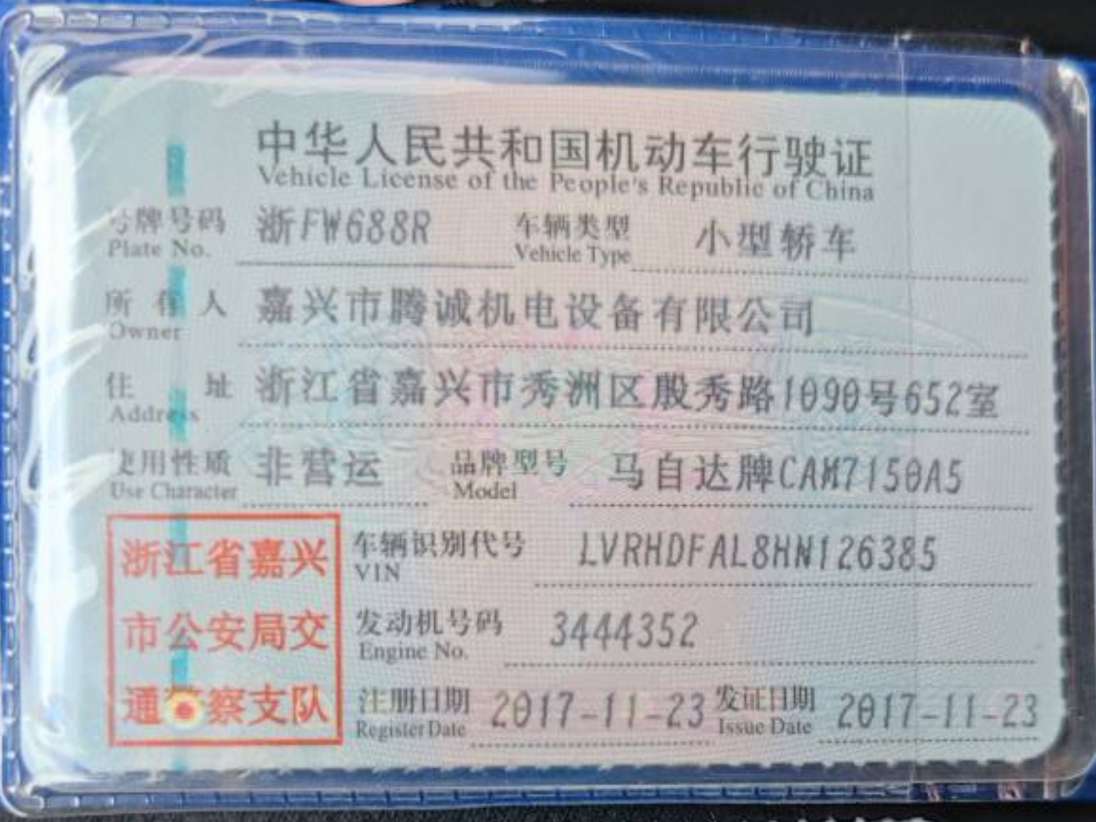 中华人民共和国机动车行驶证
Vehicle License of the People's Republic of China
号牌号码 浙FW688R 车辆类型 小型轿车
Plate No. Vehicle Type
所有人 嘉兴市腾诚机电设备有限公司
Owner
住址 浙江省嘉兴市秀洲区殷秀路1090号652室
Address
使用性质 非营运 品牌型号 马自达牌CAM7150A5
Use Character Model
浙江省嘉兴 车辆识别代号 LVRHDFAL8HN126385
VIN
市公安局交 发动机号码 3444352
Engine No.
通警察支队 注册日期 2017-11-23 发证日期 2017-11-23
Register Date Issue Date